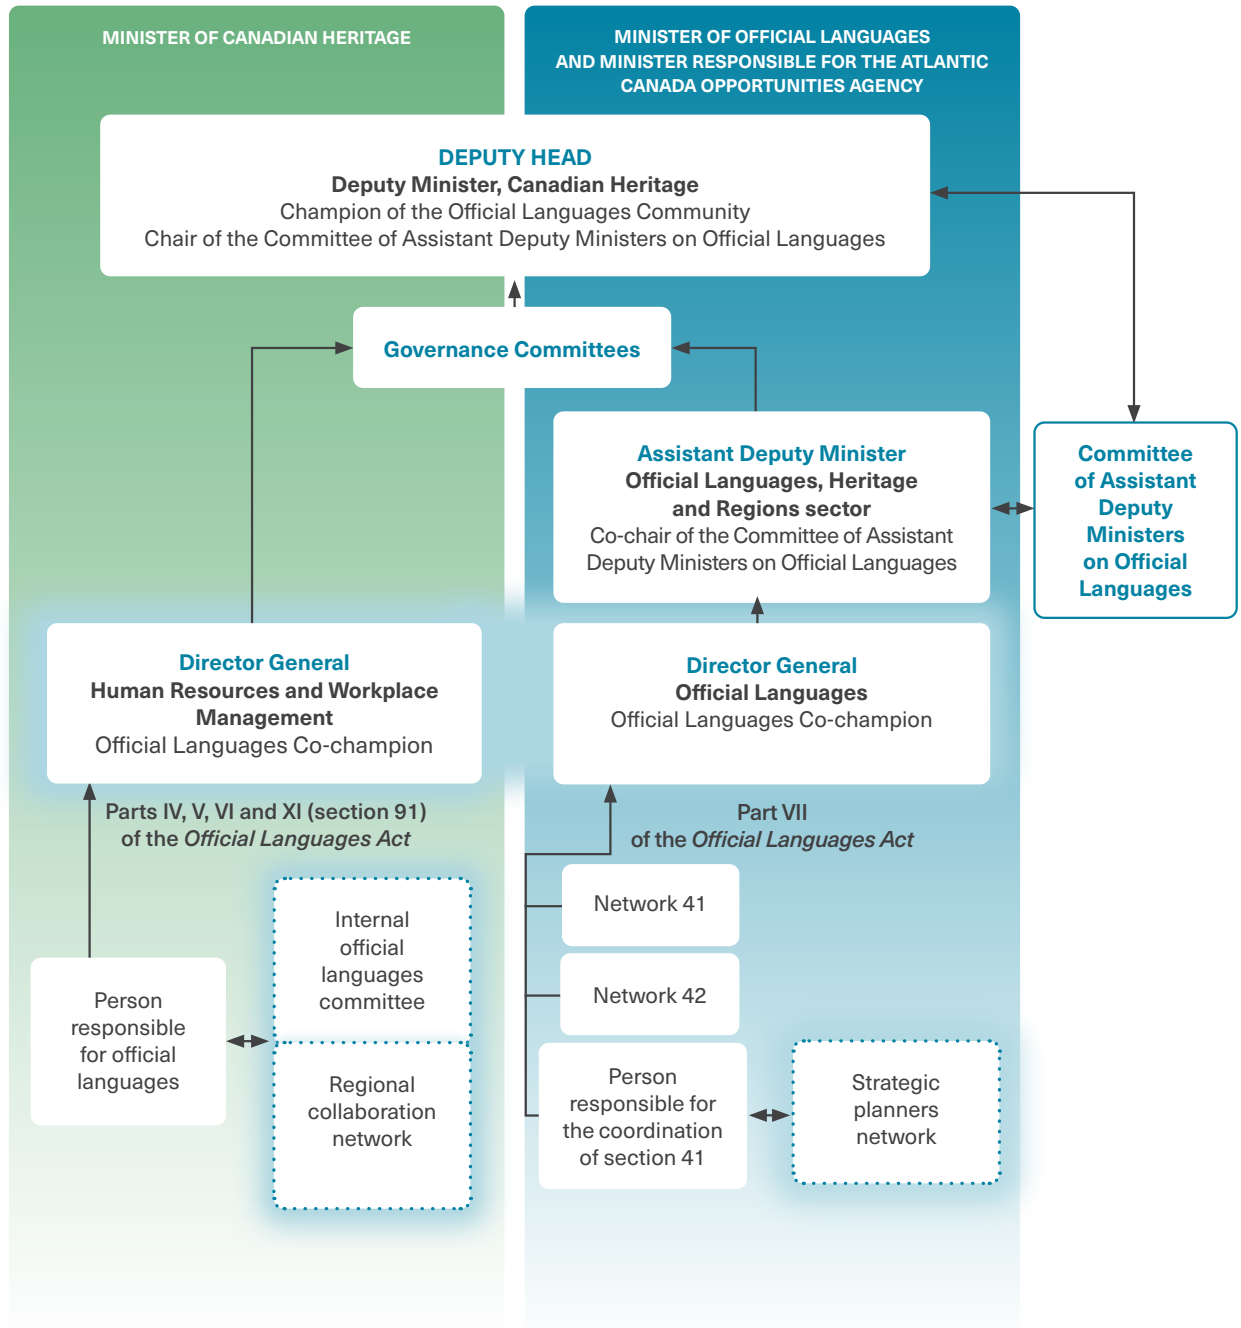 MINISTER OF CANADIAN HERITAGE
MINISTER OF OFFICIAL LANGUAGES
AND MINISTER RESPONSIBLE FOR THE ATLANTIC
CANADA OPPORTUNITIES AGENCY
DEPUTY HEAD
Deputy Minister, Canadian Heritage
Champion of the Official Languages Community
Chair of the Committee of Assistant Deputy Ministers on Official Languages
Governance Committees
Assistant Deputy Minister
Official Languages, Heritage
and Regions sector
Co-chair of the Committee of Assistant
Deputy Ministers on Official Languages
Committee
of Assistant
Deputy
Ministers
on Official
Languages
Director General
Human Resources and Workplace
Management
Official Languages Co-champion
Director General
Official Languages
Official Languages Co-champion
Parts IV, V, VI and XI (section 91)
of the Official Languages Act
Part VII
of the Official Languages Act
Internal
official
languages
committee
Person
responsible
for official
languages
Regional
collaboration
network
Network 41
Network 42
Person
responsible for
the coordination
of section 41
Strategic
planners
network